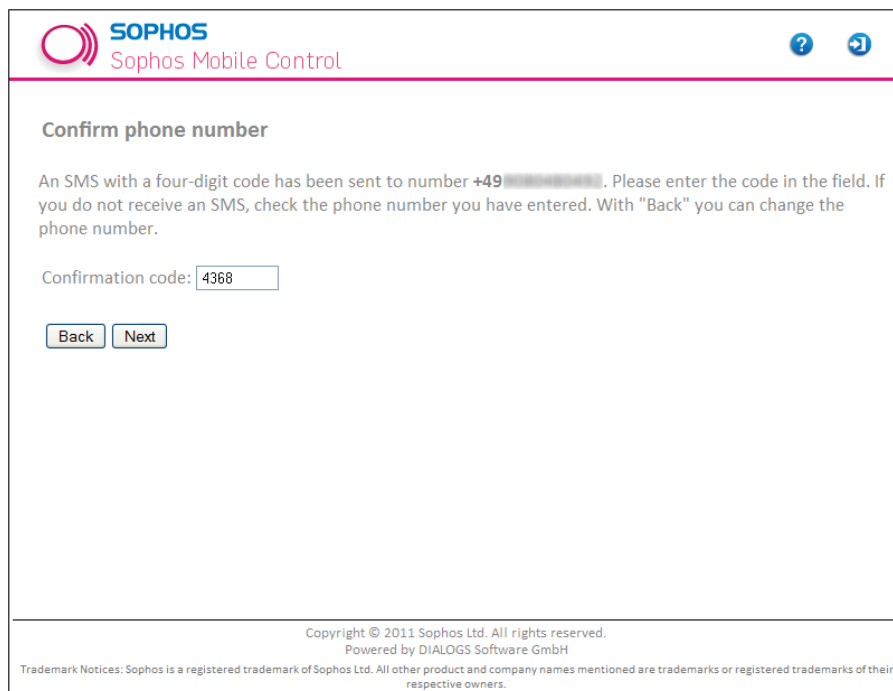 SOPHOS
Sophos Mobile Control
?
Confirm phone number
An SMS with a four-digit code has been sent to number +49. Please enter the code in the field. If
you do not receive an SMS, check the phone number you have entered. With "Back" you can change the
phone number.
Confirmation code: 4368
Back Next
Copyright © 2011 Sophos Ltd. All rights reserved.
Powered by DIALOGS Software GmbH
Trademark Notices: Sophos is a registered trademark of Sophos Ltd. All other product and company names mentioned are trademarks or registered trademarks of their
respective owners.